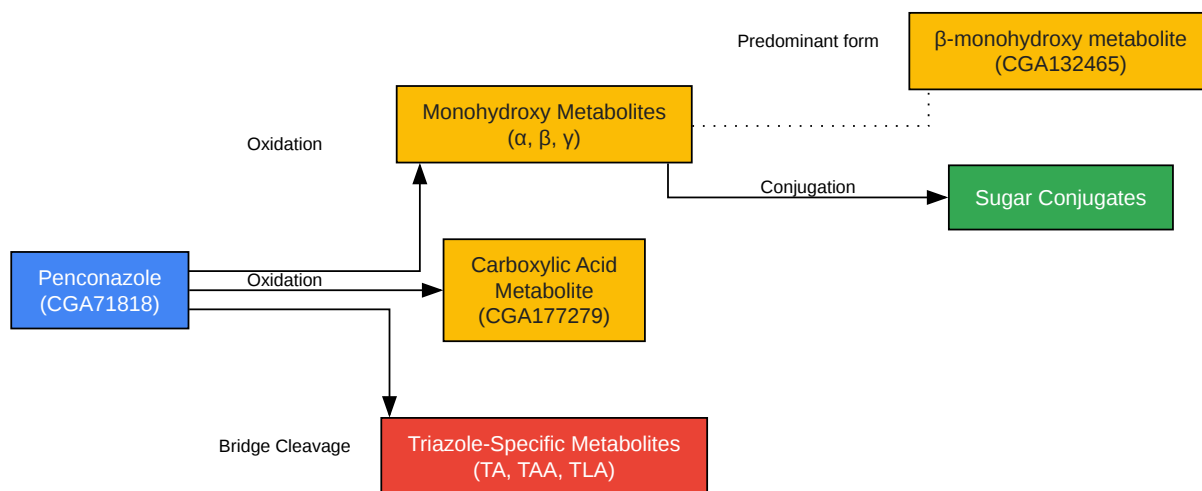 Predominant form
β-monohydroxy metabolite
(CGA132465)
Monohydroxy Metabolites
(α, β, γ)
Oxidation
Conjugation
Sugar Conjugates
Penconazole
(CGA71818)
Oxidation
Carboxylic Acid
Metabolite
(CGA177279)
Bridge Cleavage
Triazole-Specific Metabolites
(TA, TAA, TLA)